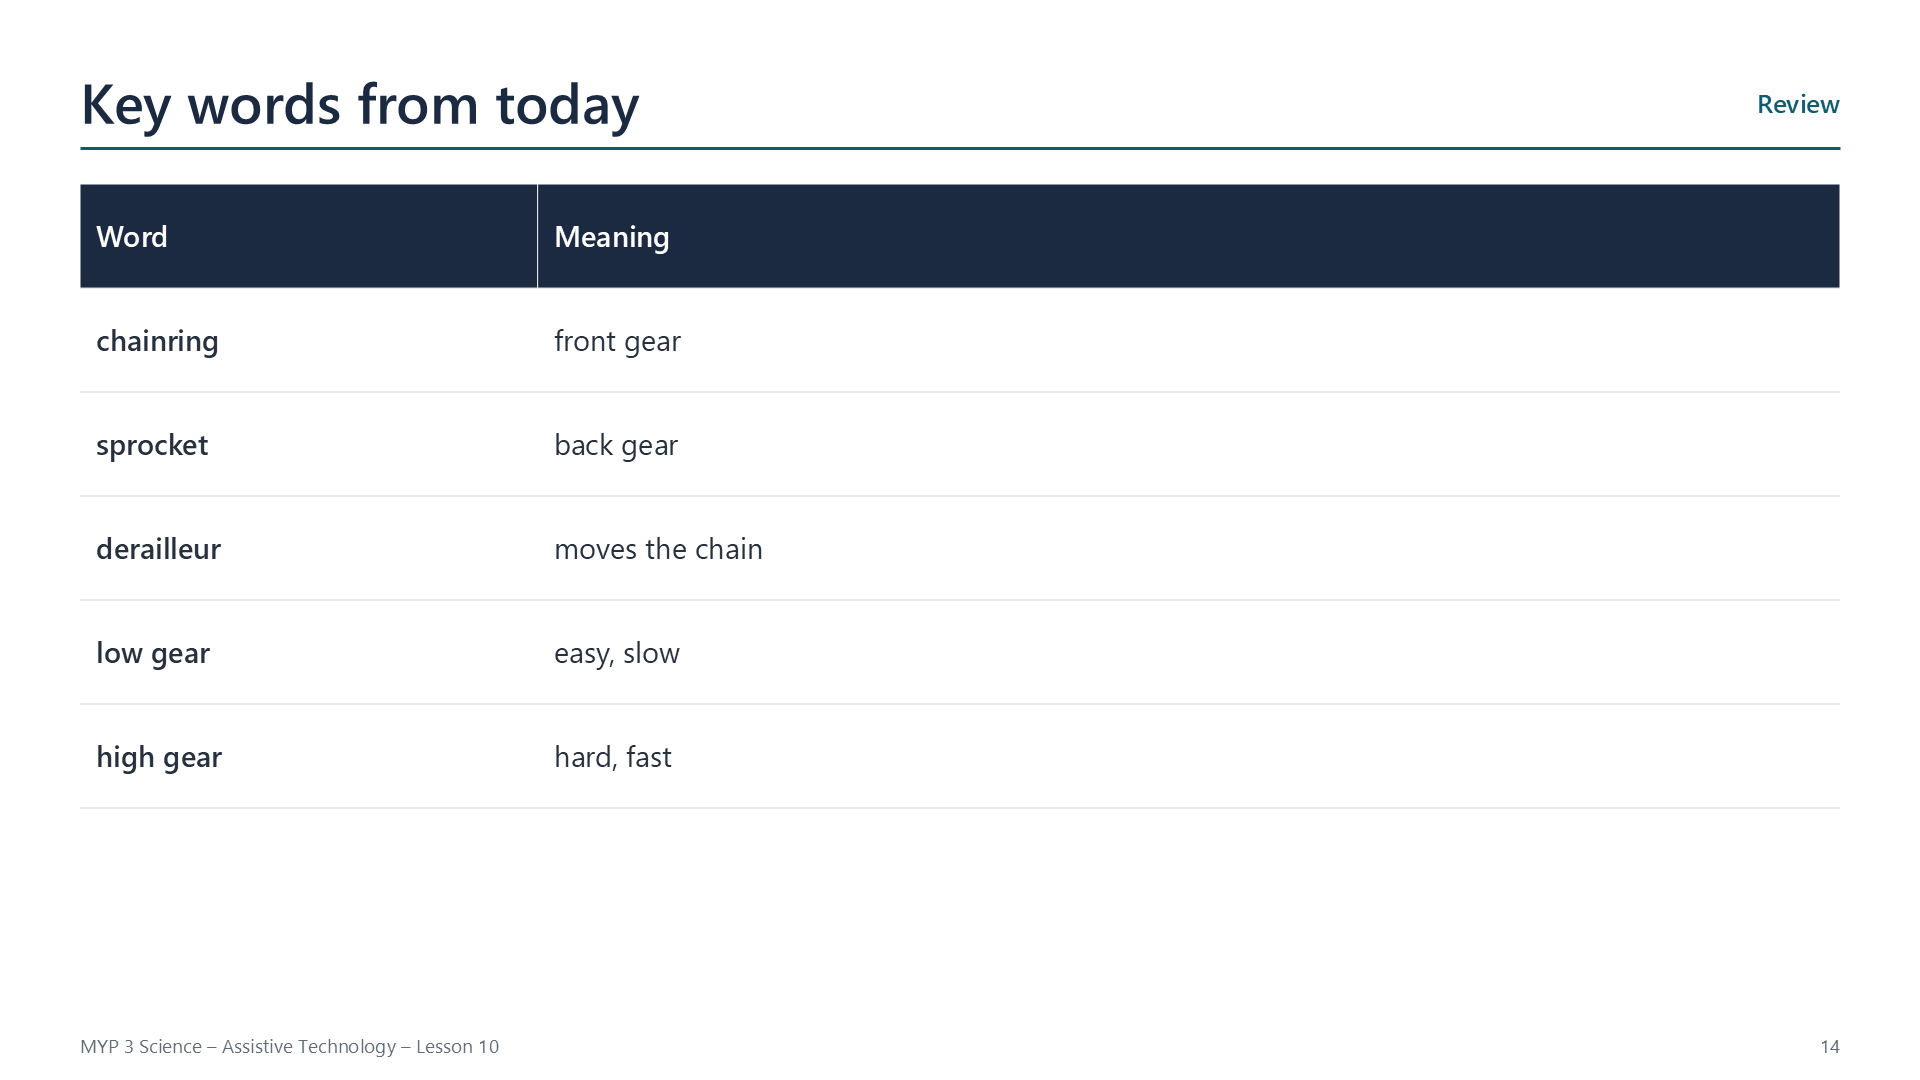 Key words from today
Review
Word Meaning
chainring front gear
sprocket back gear
derailleur moves the chain
low gear easy, slow
high gear hard, fast
MYP 3 Science – Assistive Technology – Lesson 10
14